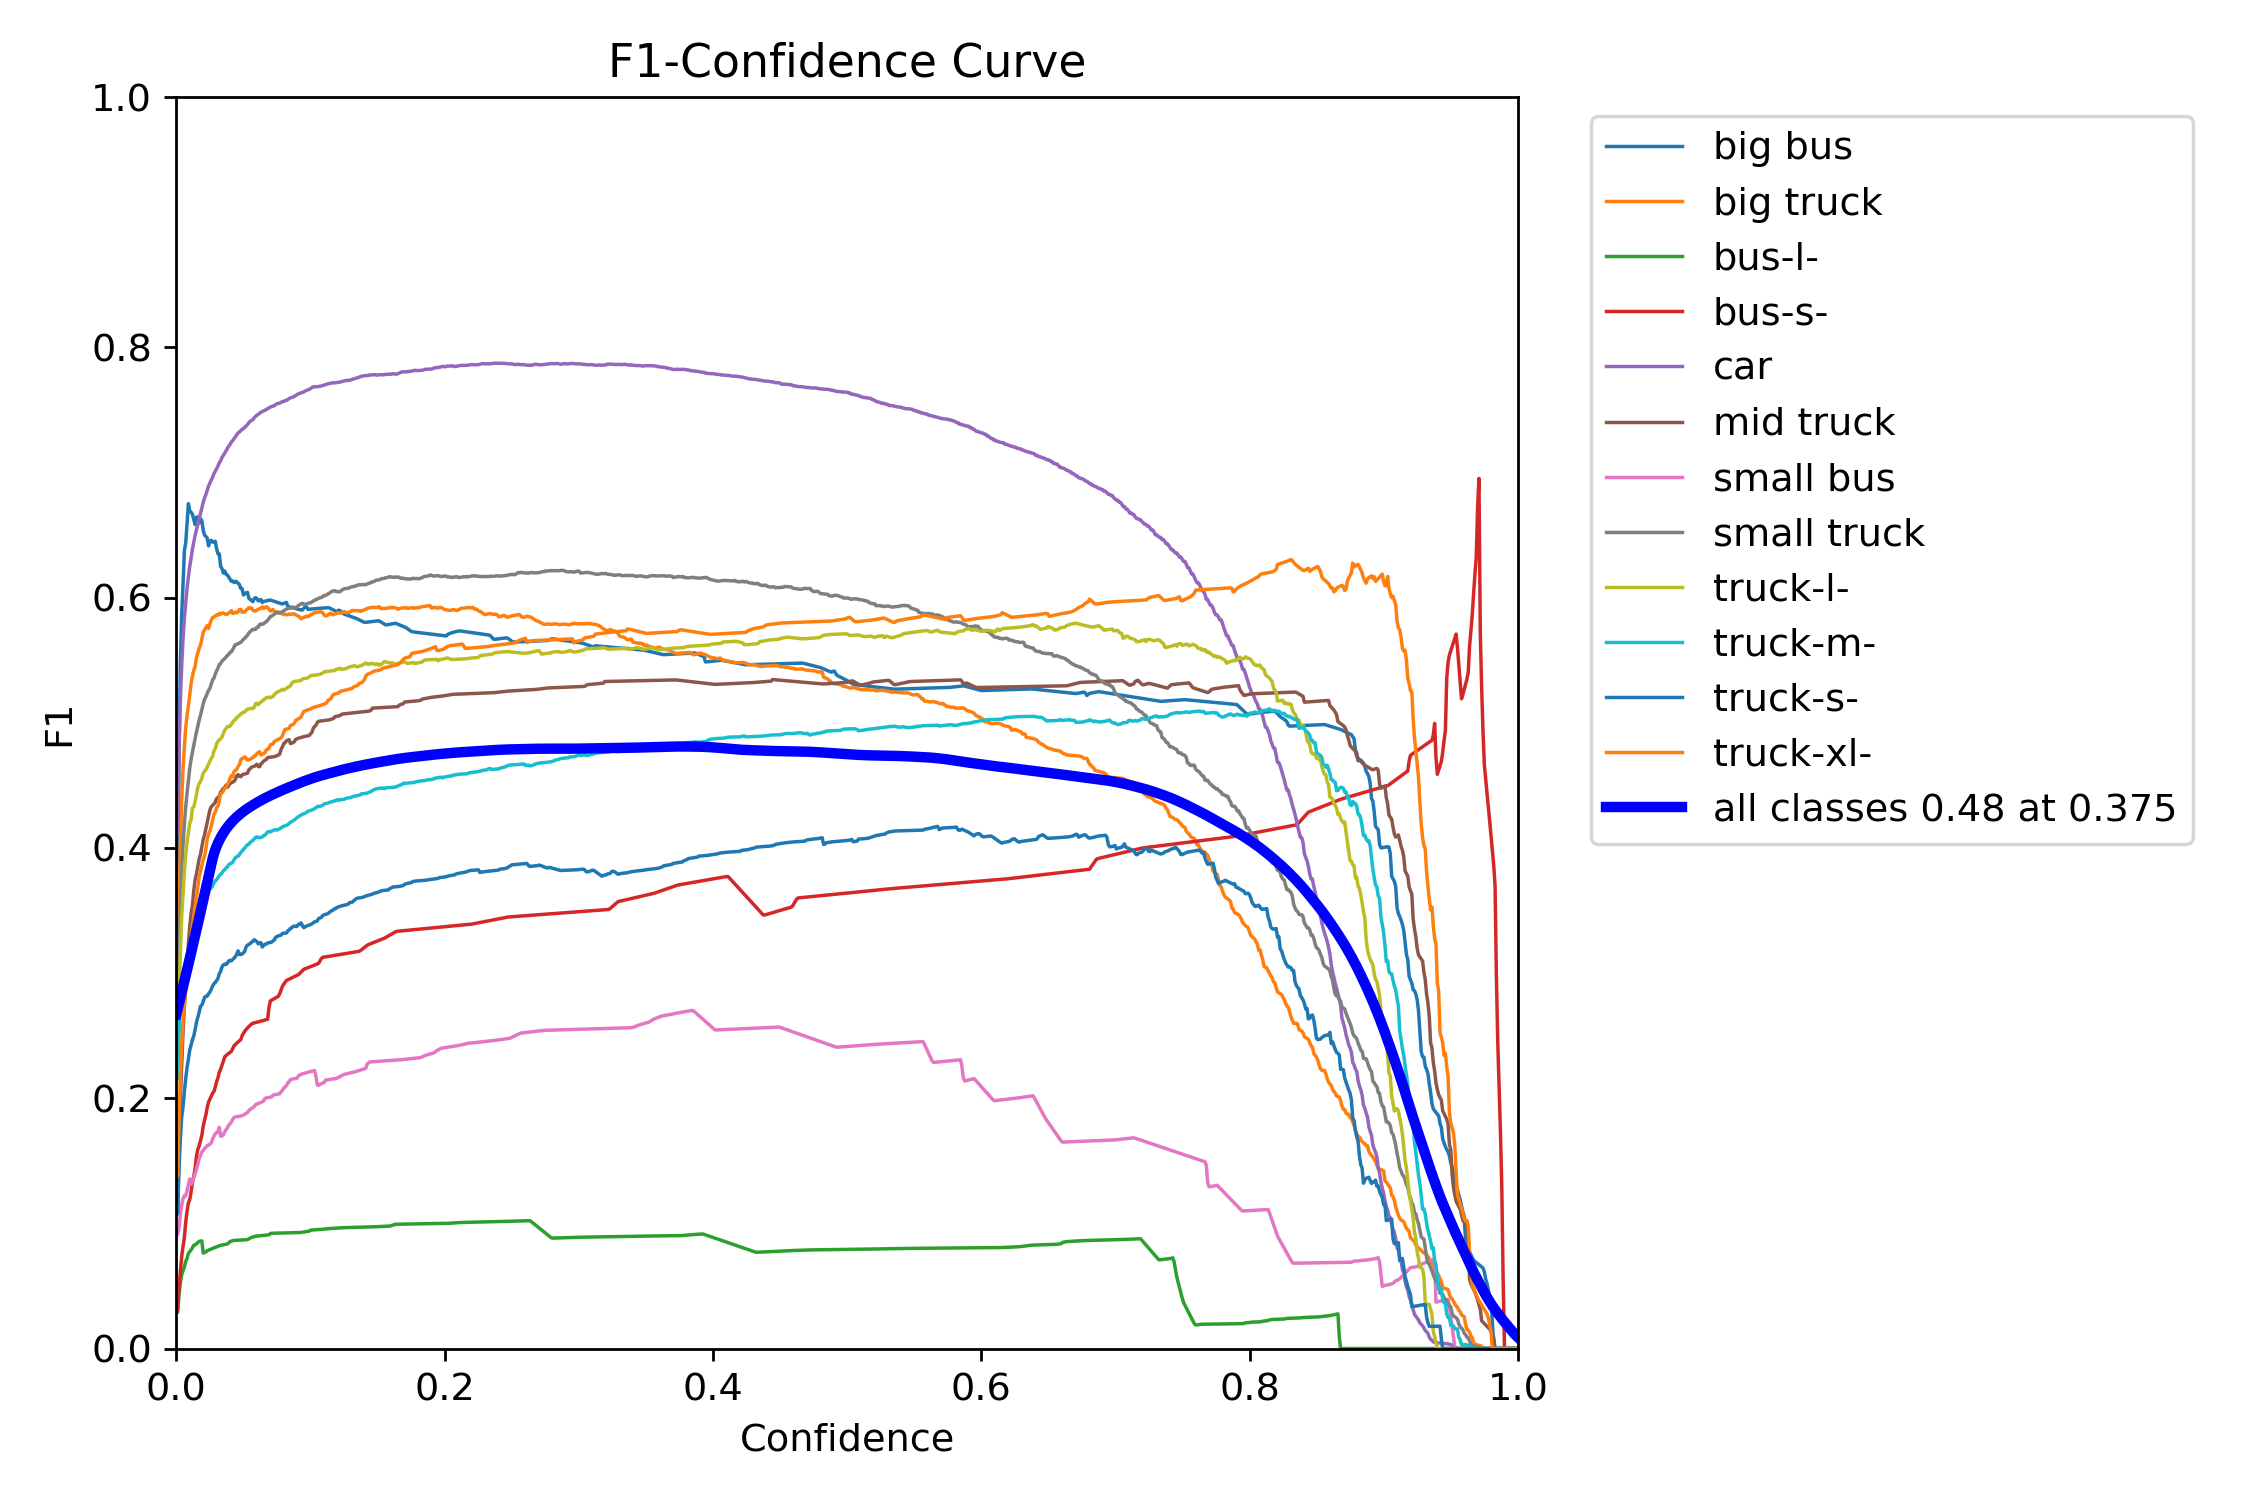 F1-Confidence Curve
1.0
0.8
0.6
0.4
0.2
0.0
F1
0.0 0.2 0.4 0.6 0.8 1.0
Confidence
big bus
big truck
bus-l-
bus-s-
car
mid truck
small bus
small truck
truck-l-
truck-m-
truck-s-
truck-xl-
all classes 0.48 at 0.375